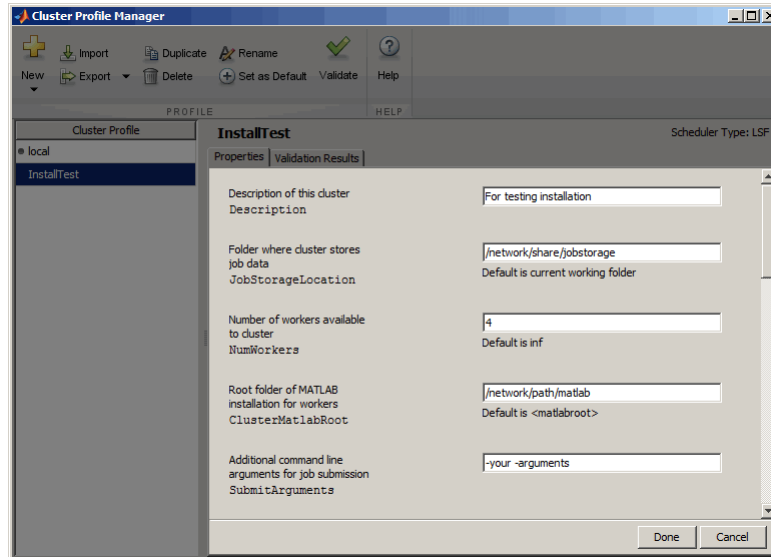 Cluster Profile Manager
Import
Duplicate
Rename
New
Export
Delete
Set as Default
Validate
Help
PROFILE
HELP
Cluster Profile
local
InstallTest
InstallTest
Scheduler Type: LSF
Properties
Validation Results
Description of this cluster
Description
For testing installation
Folder where cluster stores
job data
JobStorageLocation
/network/share/jobstorage
Default is current working folder
Number of workers available
to cluster
NumWorkers
4
Default is inf
Root folder of MATLAB
installation for workers
ClusterMatlabRoot
/network/path/matlab
Default is <matlabroot>
Additional command line
arguments for job submission
SubmitArguments
-your -arguments
Done
Cancel